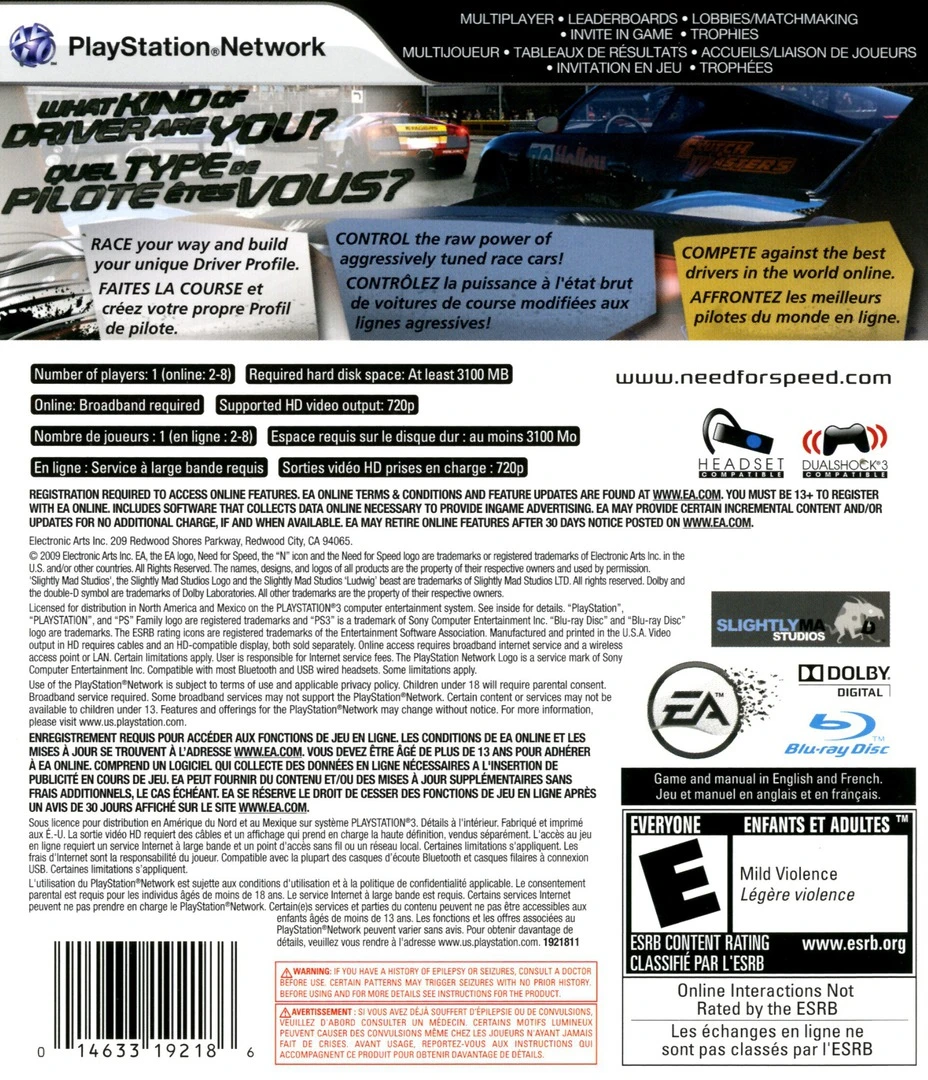 PlayStation®Network
MULTIPLAYER • LEADERBOARDS • LOBBIES/MATCHMAKING
• INVITE IN GAME • TROPHIES
MULTIJOUEUR • TABLEAUX DE RÉSULTATS • ACCUEILS/LIAISON DE JOUEURS
• INVITATION EN JEU • TROPHÉES
WHAT KIND OF
DRIVER ARE YOU?
QUEL TYPE DE
PILOTE ÊTES VOUS?
RACE your way and build
your unique Driver Profile.
FAITES LA COURSE et
créez votre propre Profil
de pilote.
CONTROL the raw power of
aggressively tuned race cars!
CONTRÔLEZ la puissance à l'état brut
de voitures de course modifiées aux
lignes agressives!
COMPETE against the best
drivers in the world online.
AFFRONTEZ les meilleurs
pilotes du monde en ligne.
Number of players: 1 (online: 2-8)
Required hard disk space: At least 3100 MB
Online: Broadband required
Supported HD video output: 720p
Nombre de joueurs : 1 (en ligne : 2-8)
Espace requis sur le disque dur : au moins 3100 Mo
En ligne : Service à large bande requis
Sorties vidéo HD prises en charge : 720p
www.needforspeed.com
HEADSET
COMPATIBLE
DUALSHOCK®3
COMPATIBLE
REGISTRATION REQUIRED TO ACCESS ONLINE FEATURES. EA ONLINE TERMS & CONDITIONS AND FEATURE UPDATES ARE FOUND AT WWW.EA.COM. YOU MUST BE 13+ TO REGISTER
WITH EA ONLINE. INCLUDES SOFTWARE THAT COLLECTS DATA ONLINE NECESSARY TO PROVIDE INGAME ADVERTISING. EA MAY PROVIDE CERTAIN INCREMENTAL CONTENT AND/OR
UPDATES FOR NO ADDITIONAL CHARGE, IF AND WHEN AVAILABLE. EA MAY RETIRE ONLINE FEATURES AFTER 30 DAYS NOTICE POSTED ON WWW.EA.COM.
Electronic Arts Inc. 209 Redwood Shores Parkway, Redwood City, CA 94065.
© 2009 Electronic Arts Inc. EA, the EA logo, Need for Speed, the "N" icon and the Need for Speed logo are trademarks or registered trademarks of Electronic Arts Inc. in the
U.S. and/or other countries. All Rights Reserved. The names, designs, and logos of all products are the property of their respective owners and used by permission.
'Slightly Mad Studios', the Slightly Mad Studios Logo and the Slightly Mad Studios 'Ludwig' beast are trademarks of Slightly Mad Studios LTD. All rights reserved. Dolby and
the double-D symbol are trademarks of Dolby Laboratories. All other trademarks are the property of their respective owners.
Licensed for distribution in North America and Mexico on the PLAYSTATION®3 computer entertainment system. See inside for details. "PlayStation",
"PLAYSTATION", and "PS" Family logo are registered trademarks and "PS3" is a trademark of Sony Computer Entertainment Inc. "Blu-ray Disc" and "Blu-ray Disc"
logo are trademarks. The ESRB rating icons are registered trademarks of the Entertainment Software Association. Manufactured and printed in the U.S.A. Video
output in HD requires cables and an HD-compatible display, both sold separately. Online access requires broadband internet service and a wireless
access point or LAN. Certain limitations apply. User is responsible for Internet service fees. The PlayStation Network Logo is a service mark of Sony
Computer Entertainment Inc. Compatible with most Bluetooth and USB wired headsets. Some limitations apply.
Use of the PlayStation®Network is subject to terms of use and applicable privacy policy. Children under 18 will require parental consent.
Broadband service required. Some broadband services may not support the PlayStation®Network. Certain content or services may not be
available to children under 13. Features and offerings for the PlayStation®Network may change without notice. For more information,
please visit www.us.playstation.com.
ENREGISTREMENT REQUIS POUR ACCÉDER AUX FONCTIONS DE JEU EN LIGNE. LES CONDITIONS DE EA ONLINE ET LES
MISES À JOUR SE TROUVENT À L'ADRESSE WWW.EA.COM. VOUS DEVEZ ÊTRE ÂGÉ DE PLUS DE 13 ANS POUR ADHÉRER
À EA ONLINE. COMPREND UN LOGICIEL QUI COLLECTE DES DONNÉES EN LIGNE NÉCESSAIRES A L'INSERTION DE
PUBLICITÉ EN COURS DE JEU. EA PEUT FOURNIR DU CONTENU ET/OU DES MISES À JOUR SUPPLÉMENTAIRES SANS
FRAIS ADDITIONNELS, LE CAS ÉCHÉANT. EA SE RÉSERVE LE DROIT DE CESSER DES FONCTIONS DE JEU EN LIGNE APRÈS
UN AVIS DE 30 JOURS AFFICHÉ SUR LE SITE WWW.EA.COM.
Sous licence pour distribution en Amérique du Nord et au Mexique sur système PLAYSTATION®3. Détails à l'intérieur. Fabriqué et imprimé
aux É.-U. La sortie vidéo HD requiert des câbles et un affichage qui prend en charge la haute définition, vendus séparément. L'accès au jeu
en ligne requiert un service Internet à large bande et un point d'accès sans fil ou un réseau local. Certaines limitations s'appliquent. Les
frais d'Internet sont la responsabilité du joueur. Compatible avec la plupart des casques d'écoute Bluetooth et casques filaires à connexion
USB. Certaines limitations s'appliquent.
L'utilisation du PlayStation®Network est sujettte aux conditions d'utilisation et à la politique de confidentialité applicable. Le consentement
parental est requis pour les individus âgés de moins de 18 ans. Le service Internet à large bande est requis. Certains services Internet
peuvent ne pas prendre en charge le PlayStation®Network. Certain(e)s services et parties du contenu peuvent ne pas être accessibles aux
enfants âgés de moins de 13 ans. Les fonctions et les offres associées au
PlayStation®Network peuvent varier sans avis. Pour obtenir davantage de
détails, veuillez vous rendre à l'adresse www.us.playstation.com. 1921811
SLIGHTLY MAD
STUDIOS
EA™
DOLBY
DIGITAL
Blu-ray Disc™
Game and manual in English and French.
Jeu et manuel en anglais et en français.
EVERYONE
ENFANTS ET ADULTES ™
E
Mild Violence
Légère violence
ESRB CONTENT RATING
www.esrb.org
CLASSIFIÉ PAR L'ESRB
Online Interactions Not
Rated by the ESRB
Les échanges en ligne ne
sont pas classés par l'ESRB
WARNING: IF YOU HAVE A HISTORY OF EPILEPSY OR SEIZURES, CONSULT A DOCTOR
BEFORE USE. CERTAIN PATTERNS MAY TRIGGER SEIZURES WITH NO PRIOR HISTORY.
BEFORE USING AND FOR MORE DETAILS SEE INSTRUCTIONS FOR THE PRODUCT.
AVERTISSEMENT : SI VOUS AVEZ DÉJÀ SOUFFERT D'ÉPILEPSIE OU DE CONVULSIONS,
VEUILLEZ D'ABORD CONSULTER UN MÉDECIN. CERTAINS MOTIFS LUMINEUX
PEUVENT CAUSER DES CONVULSIONS MÊME CHEZ LES JOUEURS N'AYANT JAMAIS
FAIT DE CRISES. AVANT USAGE, REPORTEZ-VOUS AUX INSTRUCTIONS QUI
ACCOMPAGNENT CE PRODUIT POUR OBTENIR DAVANTAGE DE DÉTAILS.
0 14633 19218 6